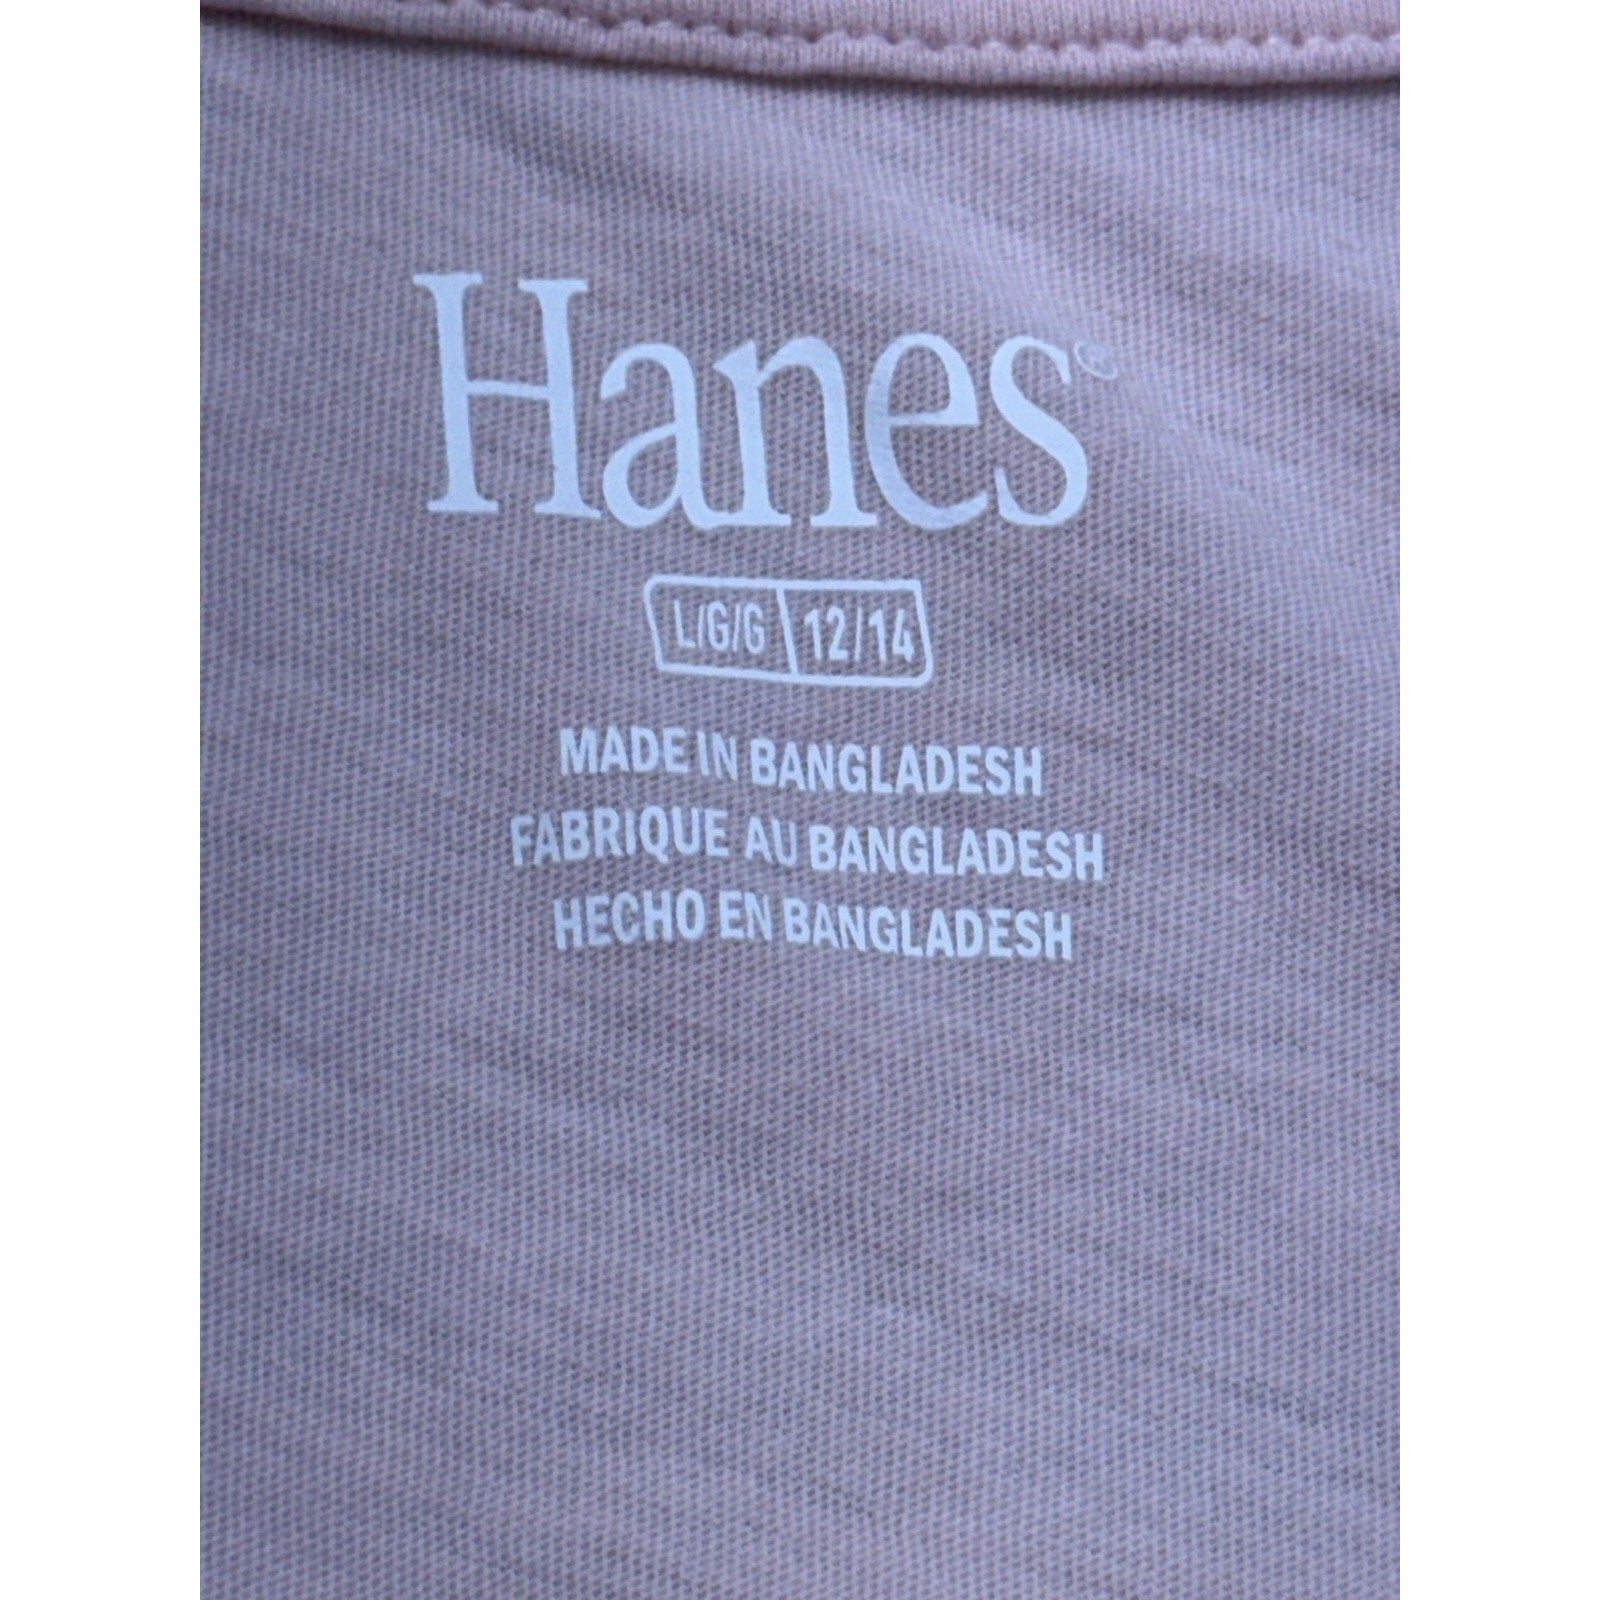 Hanes®
L/G/G 12/14
MADE IN BANGLADESH
FABRIQUE AU BANGLADESH
HECHO EN BANGLADESH